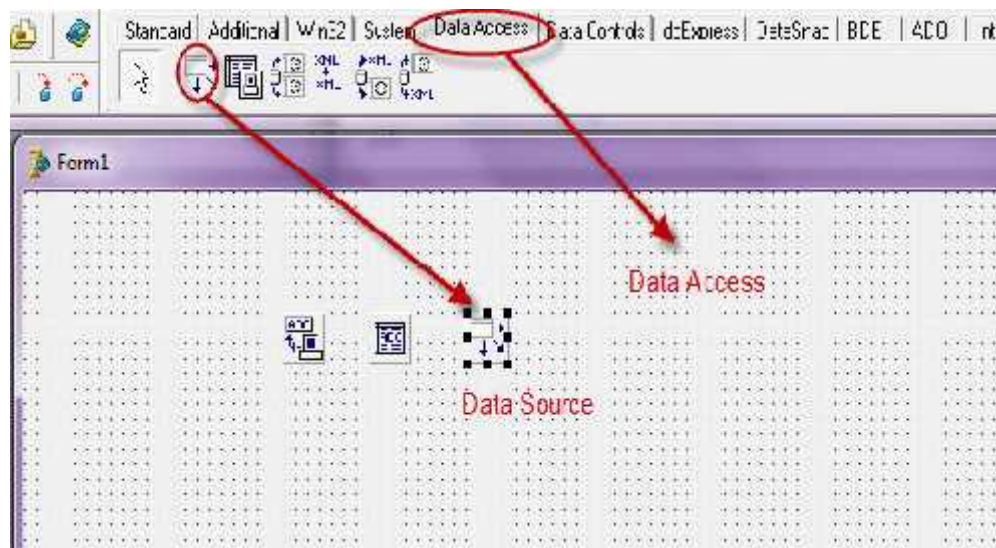 Standard Additional Win32 System Data Access Data Controls dbExpress DataSnap BDE ADO
Form1
Data Access
Data Source